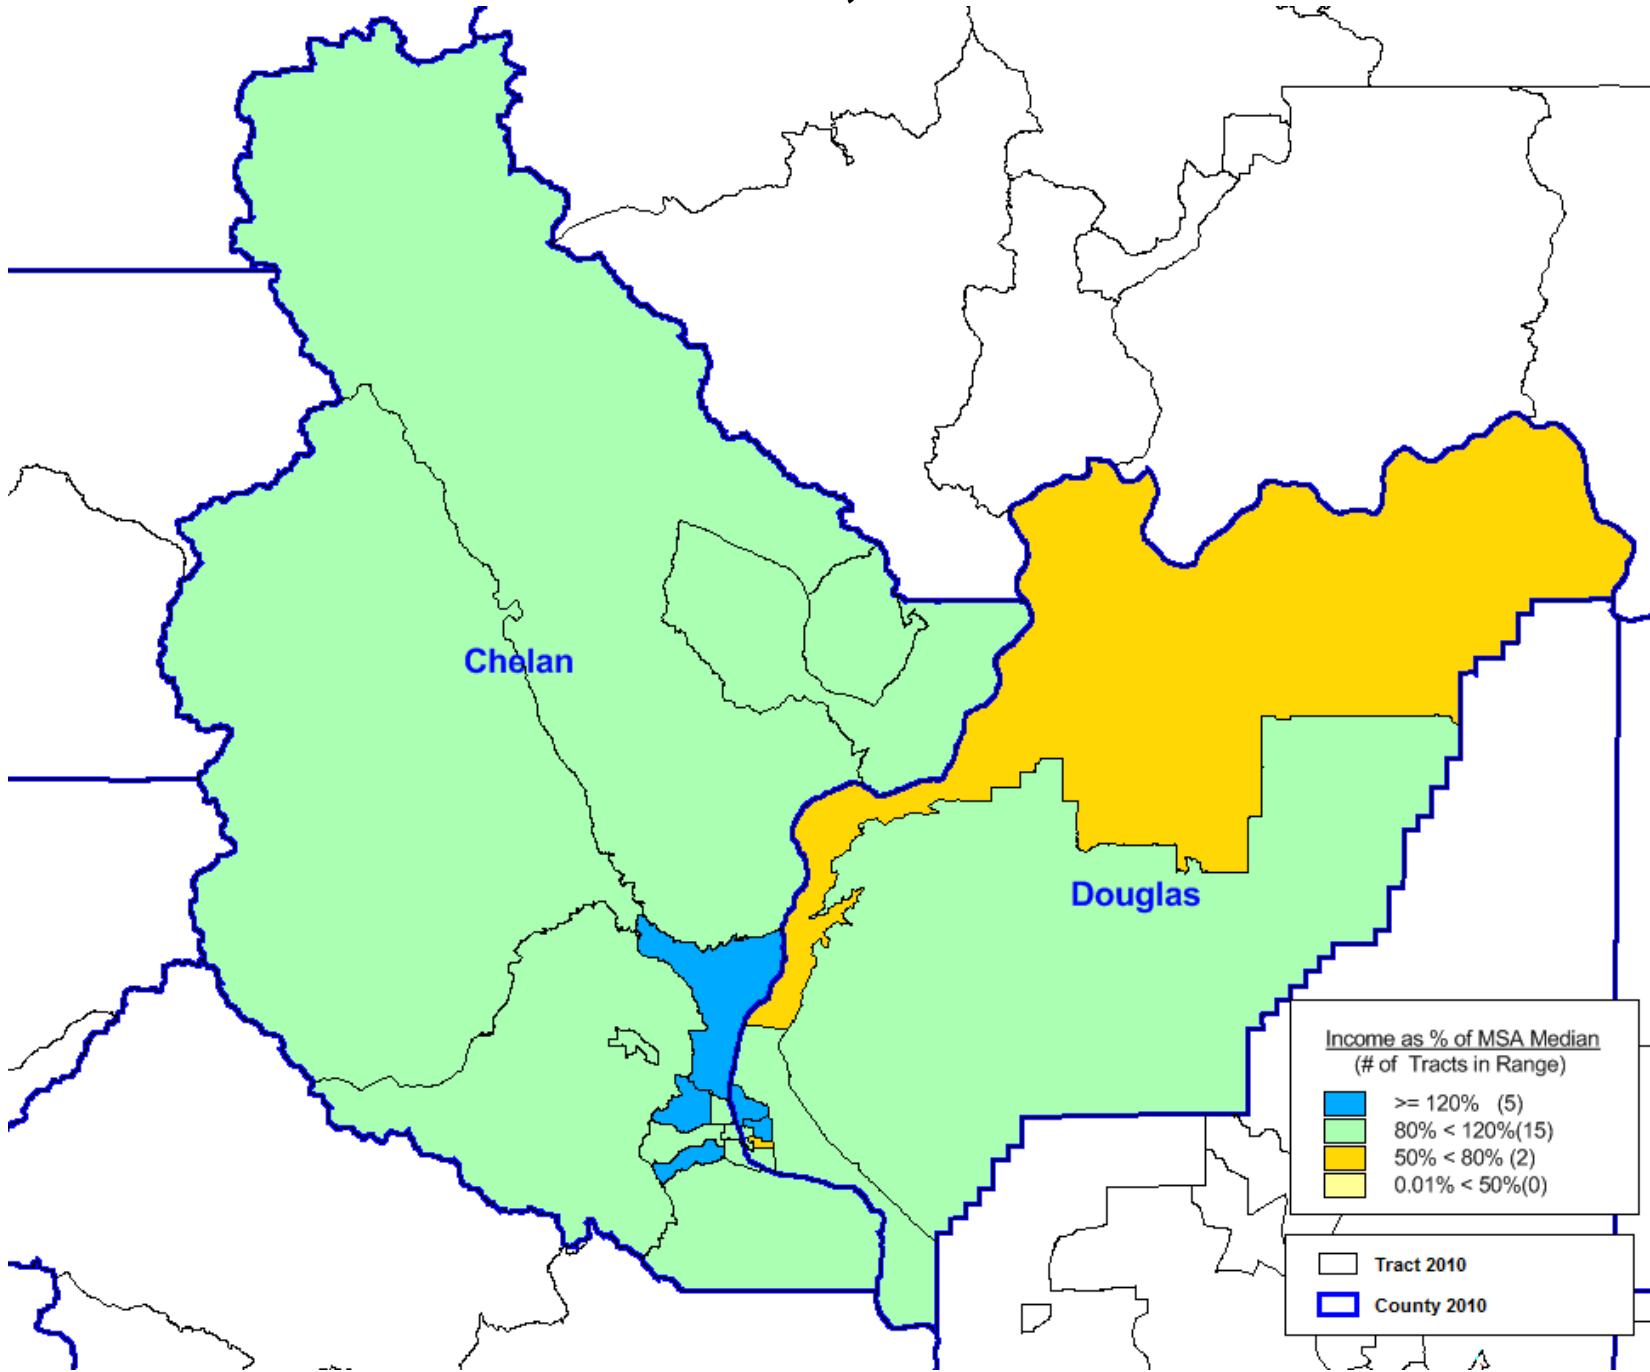 Chelan
Douglas
Income as % of MSA Median
(# of Tracts in Range)
>= 120% (5)
80% < 120%(15)
50% < 80% (2)
0.01% < 50%(0)
Tract 2010
County 2010